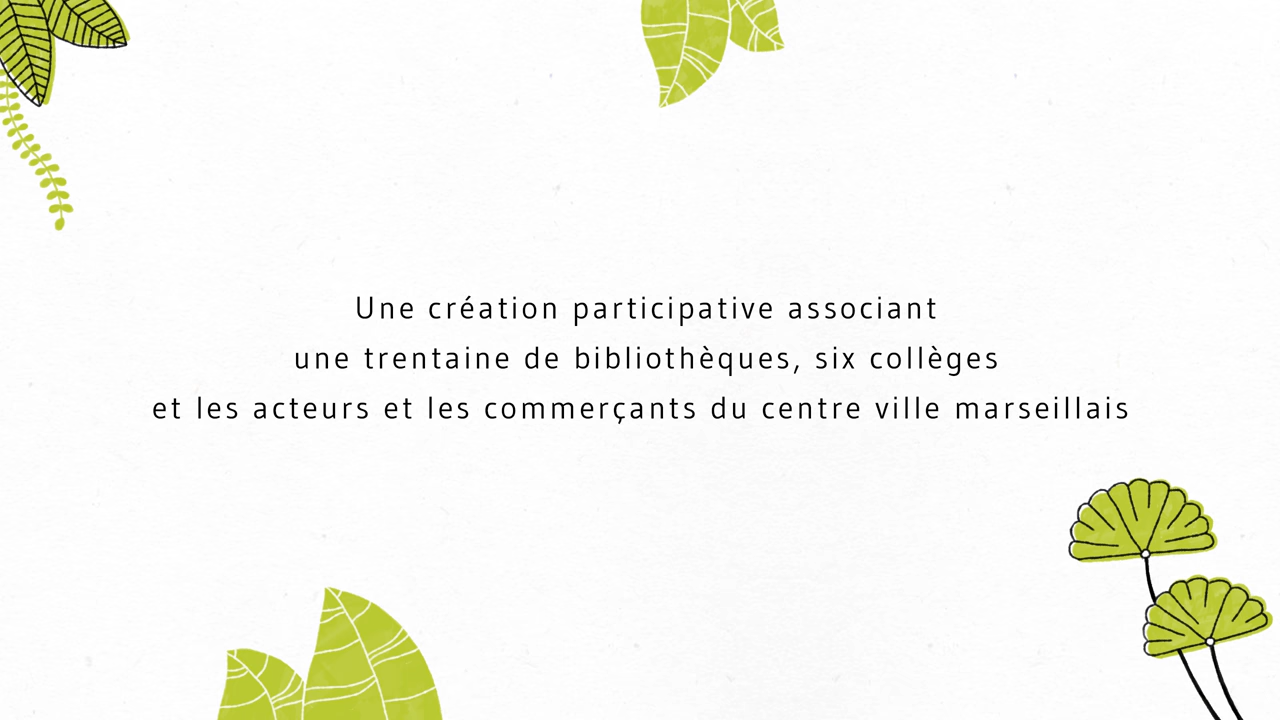 Une création participative associant
une trentaine de bibliothèques, six collèges
et les acteurs et les commerçants du centre ville marseillais